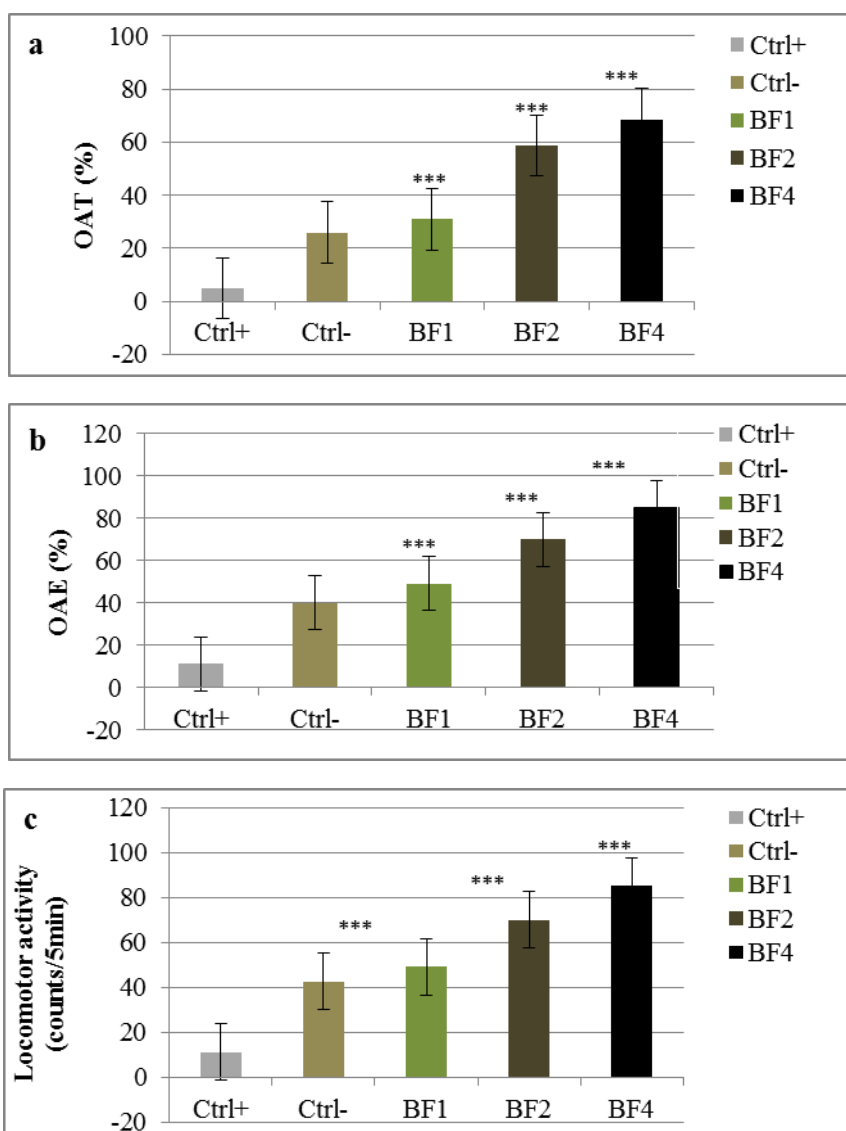 a
OAT (%)
100
80
60
40
20
0
-20
***
***
***
Ctrl+ Ctrl- BF1 BF2 BF4
Ctrl+
Ctrl-
BF1
BF2
BF4
b
OAE (%)
120
100
80
60
40
20
0
-20
***
***
***
Ctrl+ Ctrl- BF1 BF2 BF4
Ctrl+
Ctrl-
BF1
BF2
BF4
c
Locomotor activity
(counts/5min)
120
100
80
60
40
20
0
-20
***
***
***
Ctrl+ Ctrl- BF1 BF2 BF4
Ctrl+
Ctrl-
BF1
BF2
BF4